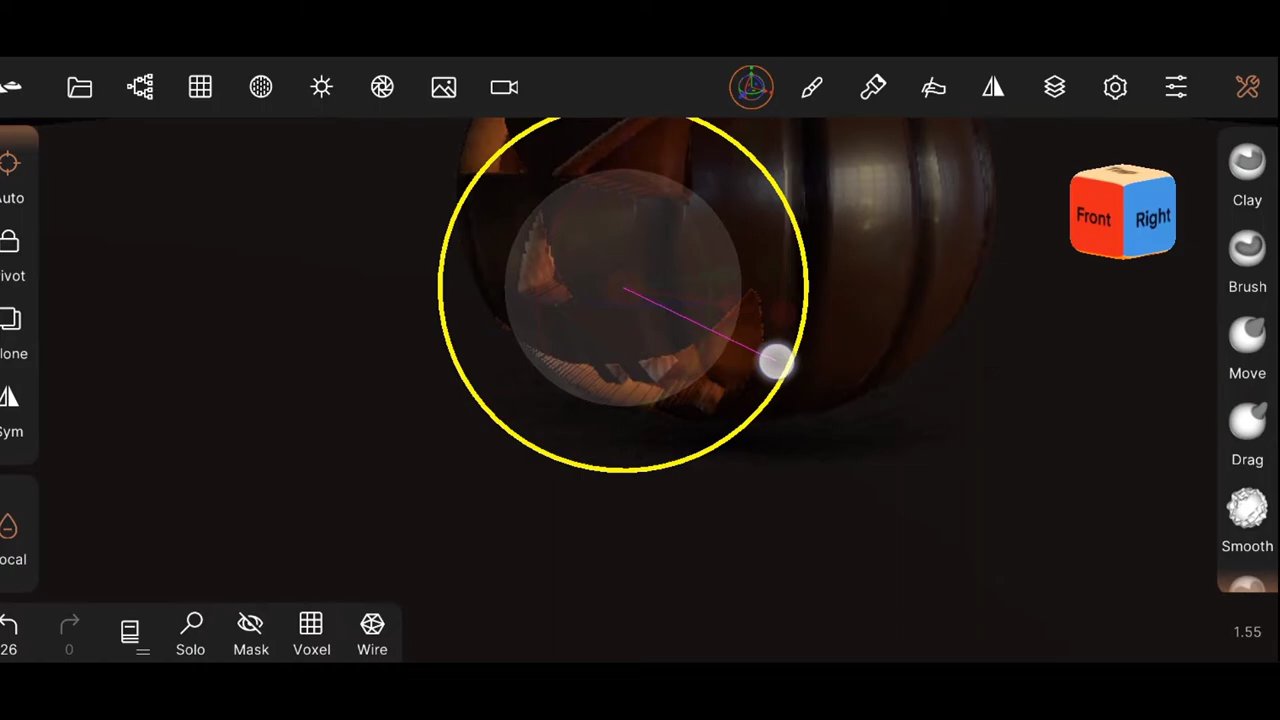 Front
Right
Auto
ivot
lone
Sym
ocal
Clay
Brush
Move
Drag
Smooth
26
0
Solo
Mask
Voxel
Wire
1.55